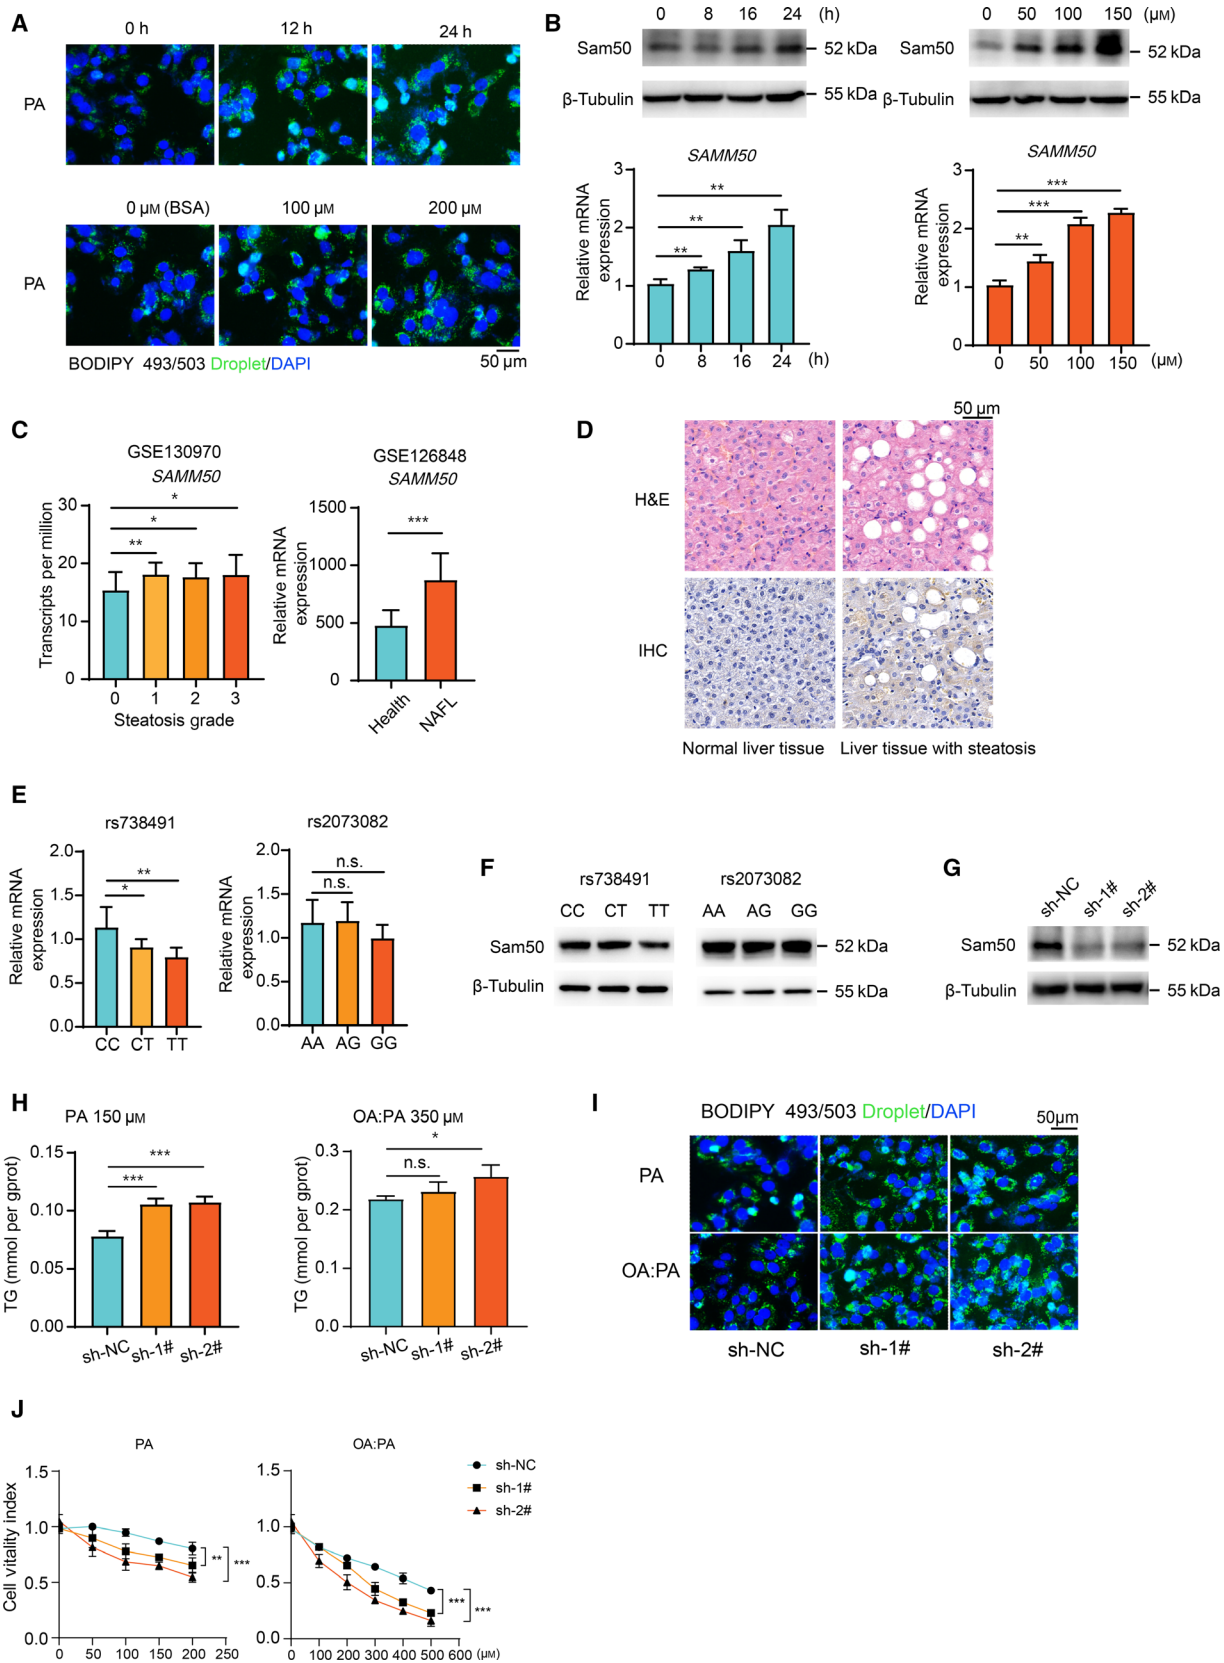 A
0 h 12 h 24 h
PA
0 µM (BSA) 100 µM 200 µM
PA
BODIPY 493/503 Droplet/DAPI
50 µm
B
0 8 16 24 (h)
Sam50
52 kDa
β-Tubulin
55 kDa
0 50 100 150 (µM)
Sam50
52 kDa
β-Tubulin
55 kDa
SAMM50
Relative mRNA
expression
3
2
1
0
**
**
**
0 8 16 24 (h)
SAMM50
Relative mRNA
expression
3
2
1
0
***
***
**
0 50 100 150 (µM)
C
GSE130970
SAMM50
Transcripts per million
30
20
10
0
*
*
**
0 1 2 3
Steatosis grade
GSE126848
SAMM50
Relative mRNA
expression
1500
1000
500
0
***
Health NAFL
D
50 µm
H&E
IHC
Normal liver tissue Liver tissue with steatosis
E
rs738491
Relative mRNA
expression
2.0
1.5
1.0
0.5
0.0
**
*
CC CT TT
rs2073082
Relative mRNA
expression
2.0
1.5
1.0
0.5
0.0
n.s.
n.s.
AA AG GG
F
rs738491 rs2073082
CC CT TT AA AG GG
Sam50
52 kDa
β-Tubulin
55 kDa
G
sh-NC sh-1# sh-2#
Sam50
52 kDa
β-Tubulin
55 kDa
H
PA 150 µM
TG (mmol per gprot)
0.15
0.10
0.05
0.00
***
***
sh-NC sh-1# sh-2#
OA:PA 350 µM
TG (mmol per gprot)
0.3
0.2
0.1
0.0
*
n.s.
sh-NC sh-1# sh-2#
I
BODIPY 493/503 Droplet/DAPI
50µm
PA
OA:PA
sh-NC sh-1# sh-2#
J
PA
Cell vitality index
1.5
1.0
0.5
0.0
** ***
0 50 100 150 200 250
OA:PA
1.5
1.0
0.5
0.0
*** ***
0 100 200 300 400 500 600 (µM)
sh-NC
sh-1#
sh-2#